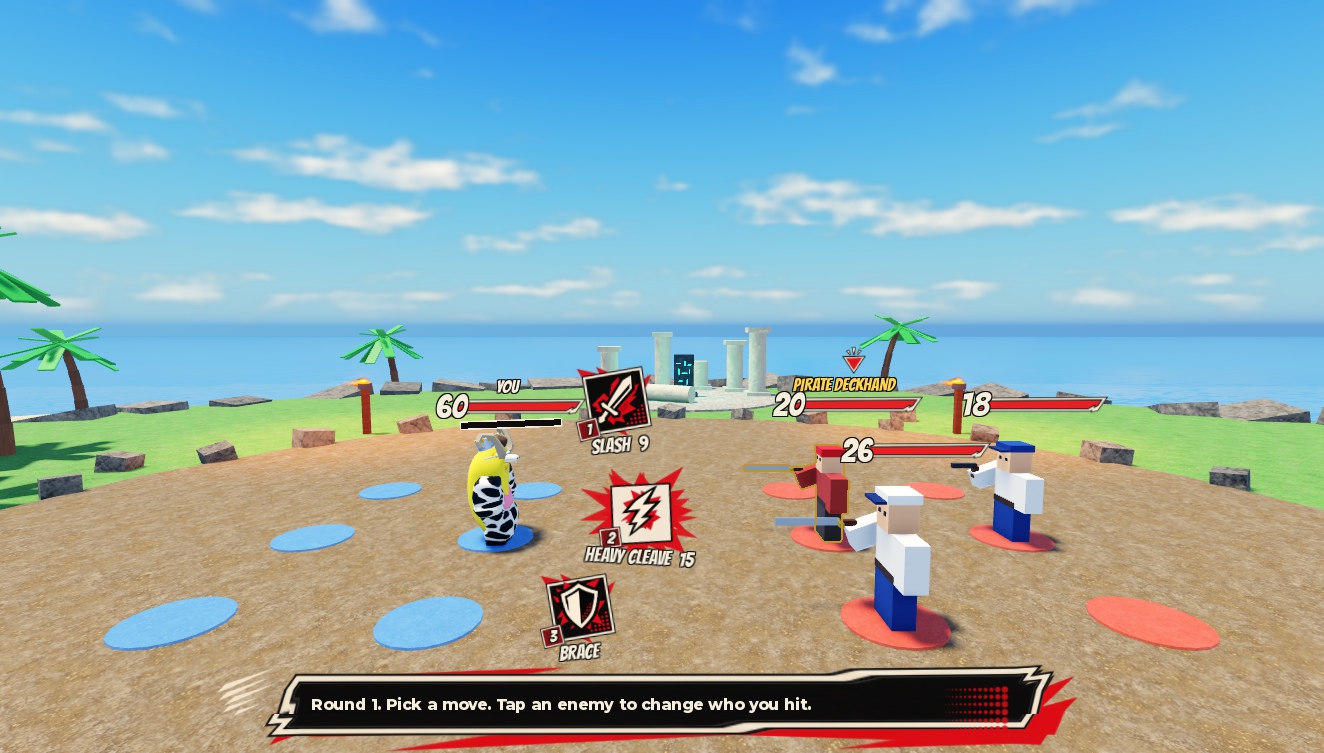 YOU
60
PIRATE DECKHAND
20
18
26
1
SLASH 9
2
HEAVY CLEAVE 15
3
BRACE
Round 1. Pick a move. Tap an enemy to change who you hit.